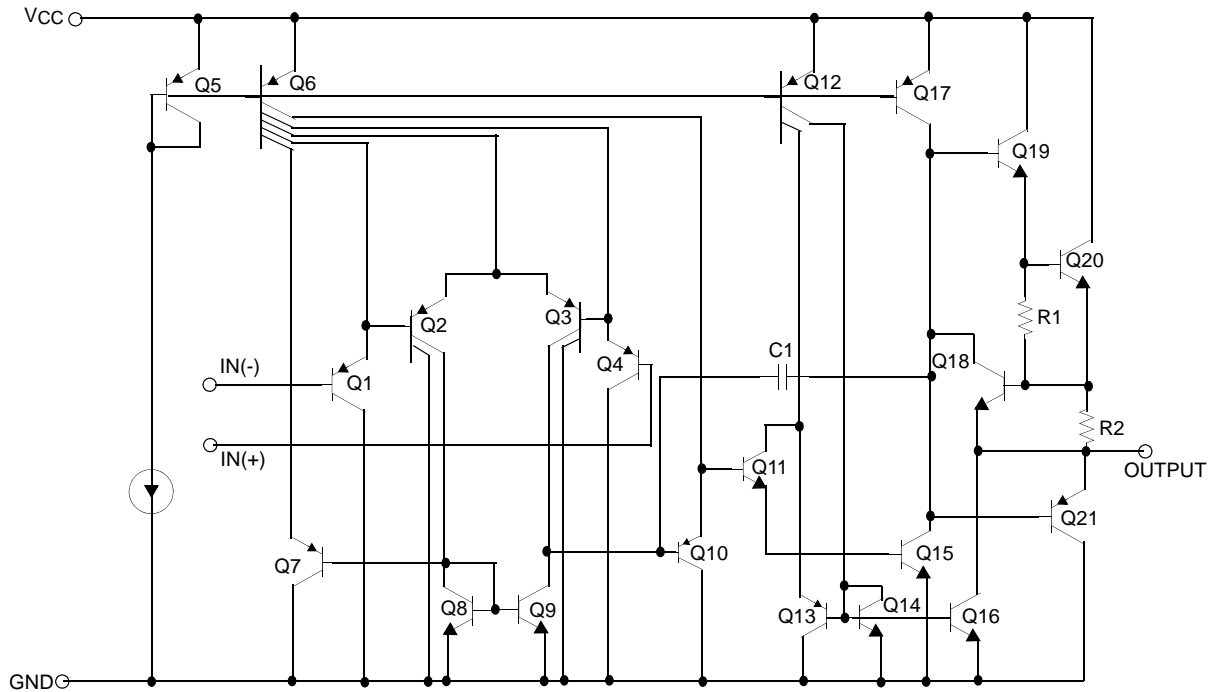 VCC
Q5
Q6
Q12
Q17
Q19
Q20
Q2
Q3
R1
C1
Q4
Q18
IN(-)
Q1
R2
IN(+)
Q11
OUTPUT
Q21
Q7
Q10
Q15
Q8
Q9
Q13
Q14
Q16
GND